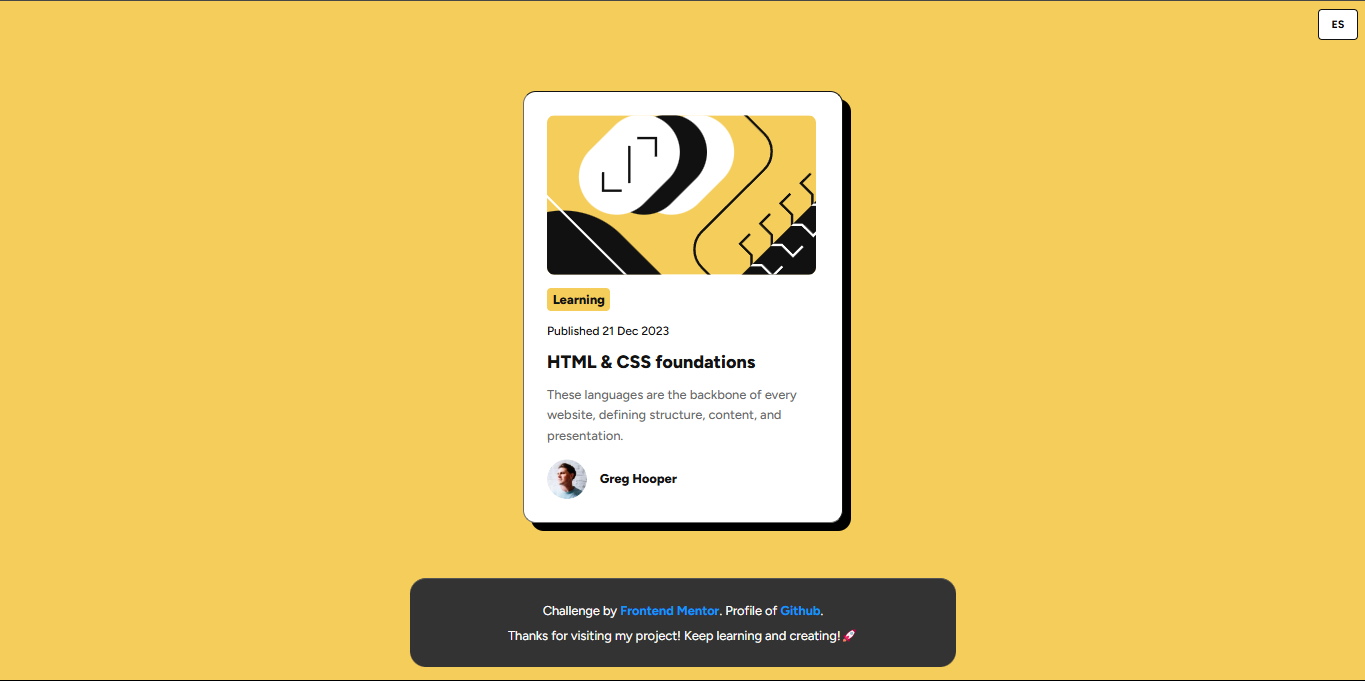 ES
Learning
Published 21 Dec 2023
HTML & CSS foundations
These languages are the backbone of every
website, defining structure, content, and
presentation.
Greg Hooper
Challenge by Frontend Mentor. Profile of Github.
Thanks for visiting my project! Keep learning and creating!🚀